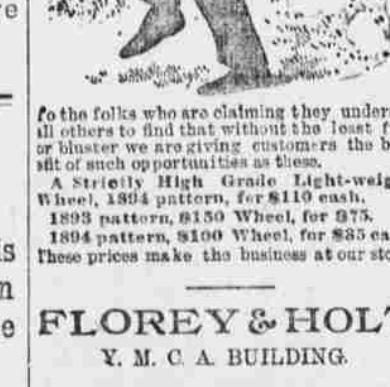 e
To the folks who are claiming they under
all others to find that without the least f
or bluster we are giving customers the b
efit of such opportunities as these.
A Strictly High Grade Light-weig
Wheel, 1894 pattern, for $110 cash.
1893 pattern, $150 Wheel, for $75.
1894 pattern, $100 Wheel, for $85 ca
These prices make the business at our sto
s
n
e
FLOREY & HOLT
Y. M. C. A. BUILDING.